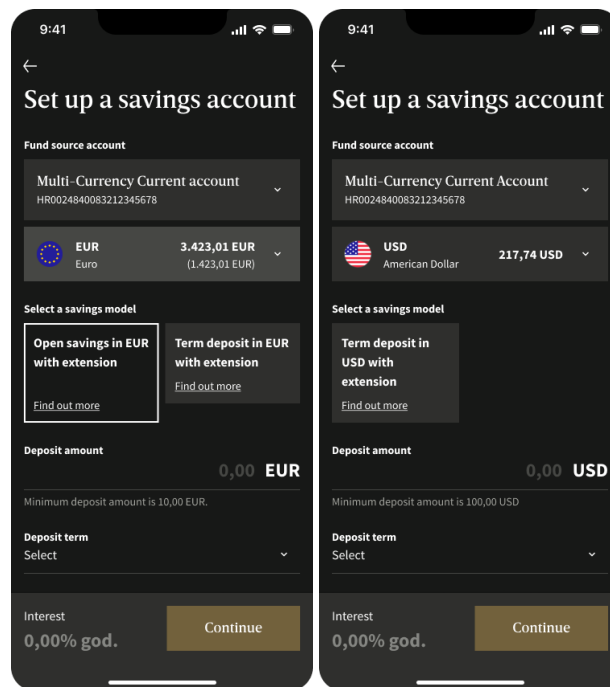 9:41
Set up a savings account
Fund source account
Multi-Currency Current account
HR0024840083212345678
EUR
3.423,01 EUR
Euro
(1.423,01 EUR)
Select a savings model
Open savings in EUR
with extension
Find out more
Term deposit in EUR
with extension
Find out more
Deposit amount
0,00 EUR
Minimum deposit amount is 10,00 EUR.
Deposit term
Select
Interest
0,00% god.
Continue
9:41
Set up a savings account
Fund source account
Multi-Currency Current Account
HR0024840083212345678
USD
American Dollar
217,74 USD
Select a savings model
Term deposit in
USD with
extension
Find out more
Deposit amount
0,00 USD
Minimum deposit amount is 100,00 USD
Deposit term
Select
Interest
0,00% god.
Continue